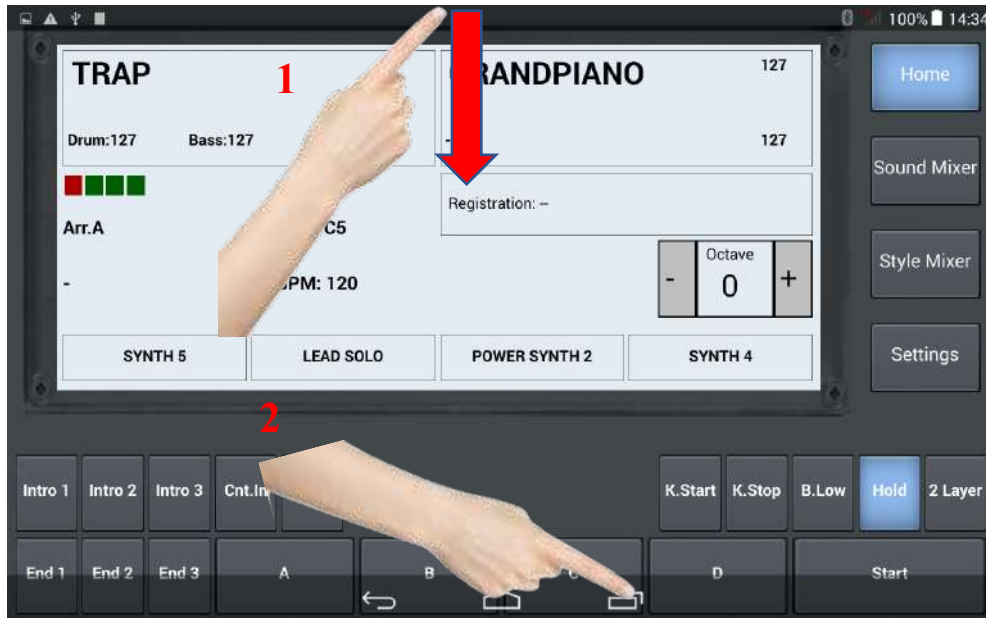 100% 14:34
TRAP
1
RANDPIANO
127
Home
Drum:127 Bass:127
-
127
Sound Mixer
Registration: --
Arr.A
C5
Octave
- 0 +
Style Mixer
-
PM: 120
SYNTH 5 LEAD SOLO POWER SYNTH 2 SYNTH 4
Settings
2
Intro 1 Intro 2 Intro 3 Cnt.In K.Start K.Stop B.Low Hold 2 Layer
End 1 End 2 End 3 A B C D Start